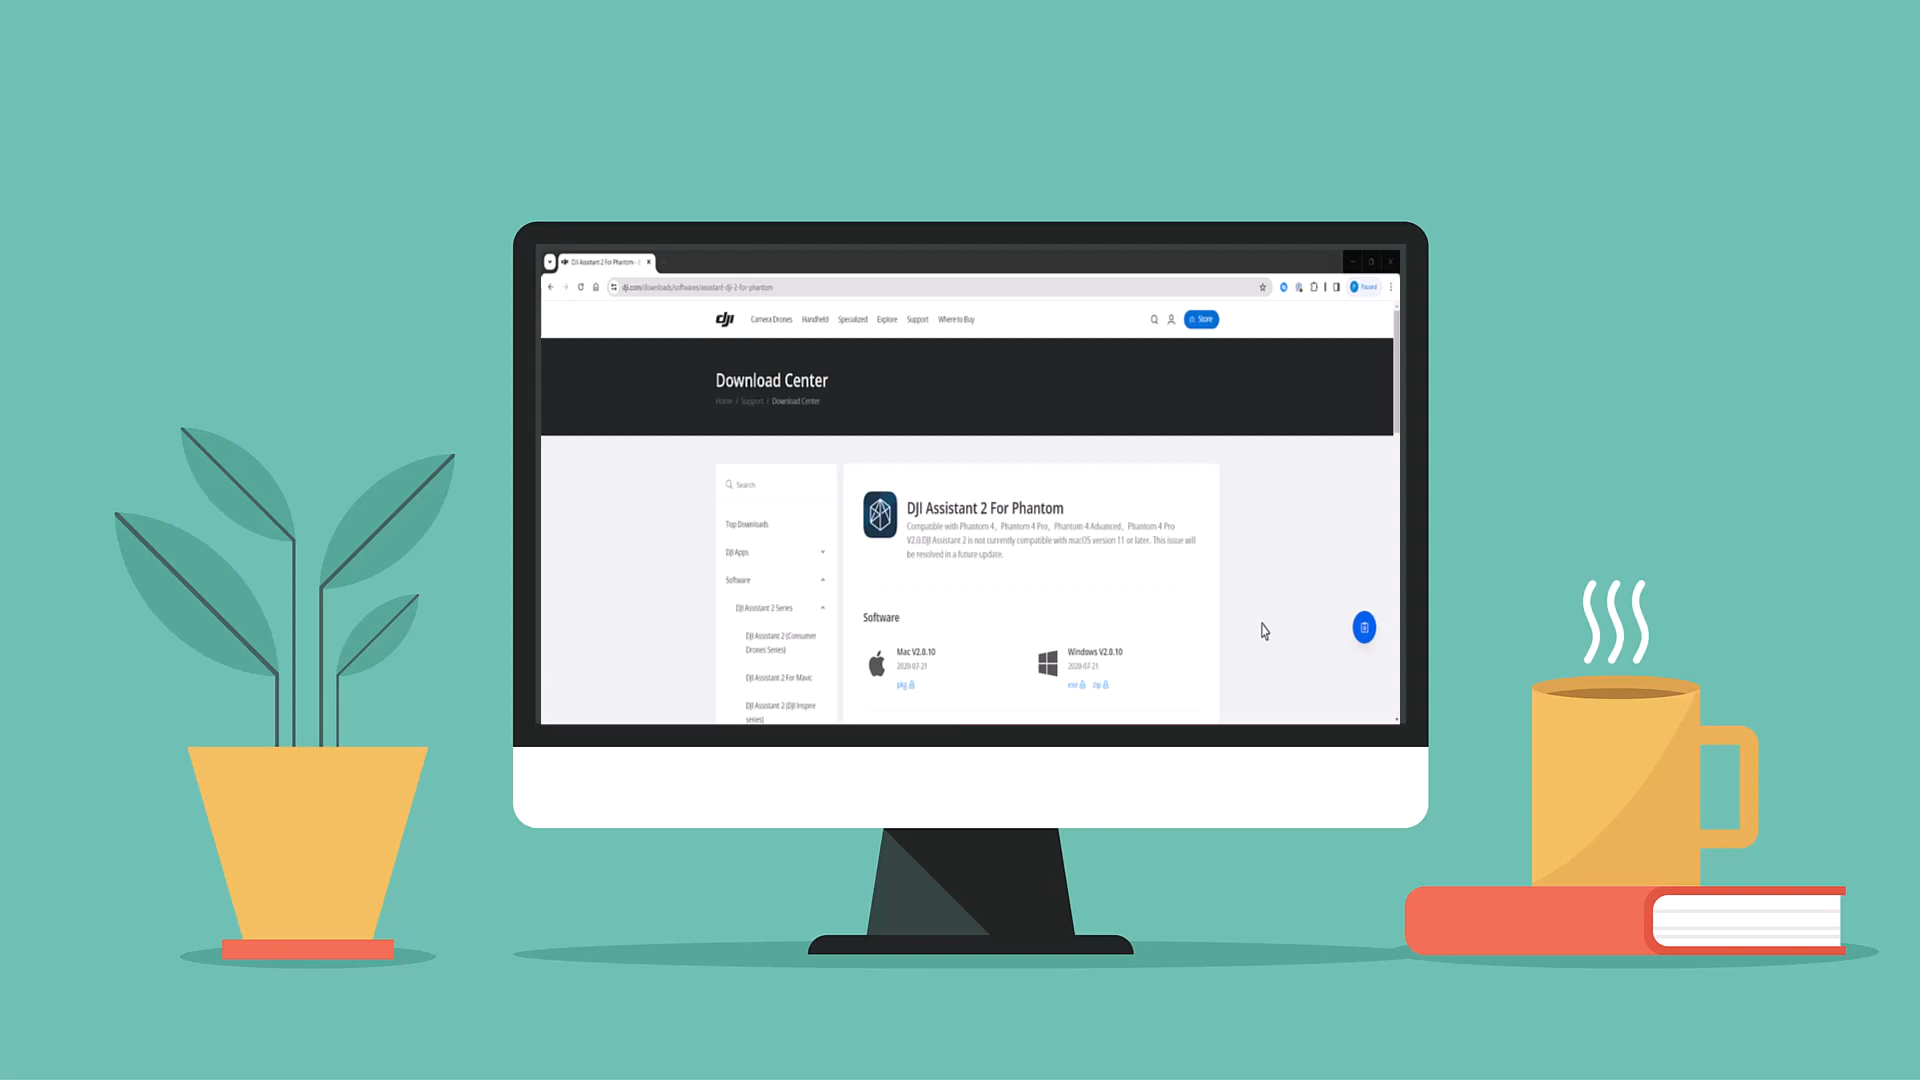 DJI Assistant 2 For Phantom - D
dji.com/downloads/softwares/assistant-dji-2-for-phantom
P Paused
dji Camera Drones Handheld Specialized Explore Support Where to Buy Store
Download Center
Home / Support / Download Center
Search
Top Downloads
DJI Apps
Software
DJI Assistant 2 Series
DJI Assistant 2 (Consumer
Drones Series)
DJI Assistant 2 For Mavic
DJI Assistant 2 (DJI Inspire
series)
DJI Assistant 2 For Phantom
Compatible with Phantom 4、Phantom 4 Pro、Phantom 4 Advanced、Phantom 4 Pro
V2.0.DJI Assistant 2 is not currently compatible with macOS version 11 or later. This issue will
be resolved in a future update.
Software
Mac V2.0.10
2020-07-21
pkg
Windows V2.0.10
2020-07-21
exe zip